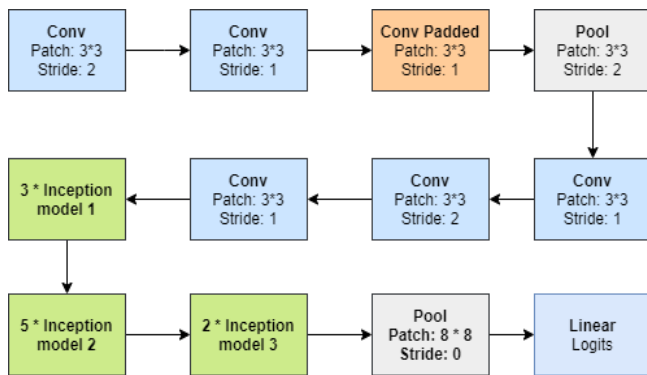 Conv
Patch: 3*3
Stride: 2
Conv
Patch: 3*3
Stride: 1
Conv Padded
Patch: 3*3
Stride: 1
Pool
Patch: 3*3
Stride: 2
Conv
Patch: 3*3
Stride: 1
Conv
Patch: 3*3
Stride: 2
Conv
Patch: 3*3
Stride: 1
3 * Inception
model 1
5 * Inception
model 2
2 * Inception
model 3
Pool
Patch: 8 * 8
Stride: 0
Linear
Logits